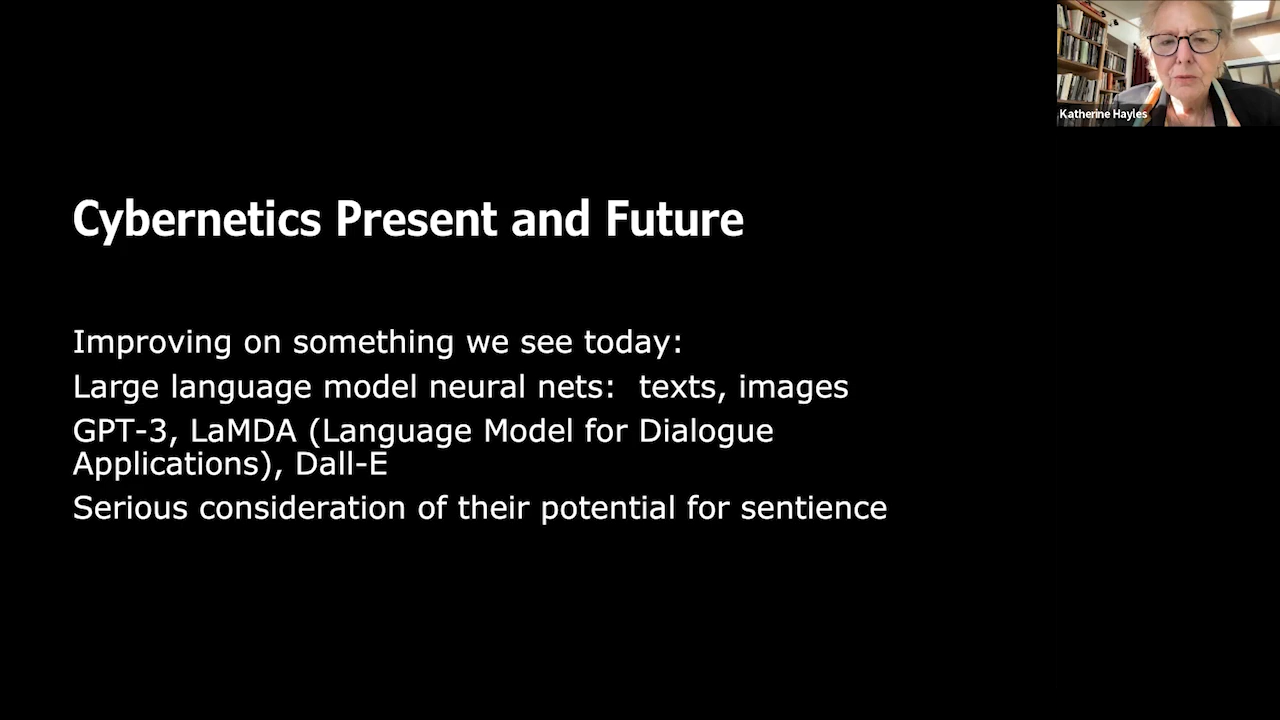 Katherine Hayles
Cybernetics Present and Future
Improving on something we see today:
Large language model neural nets:  texts, images
GPT-3, LaMDA (Language Model for Dialogue
Applications), Dall-E
Serious consideration of their potential for sentience